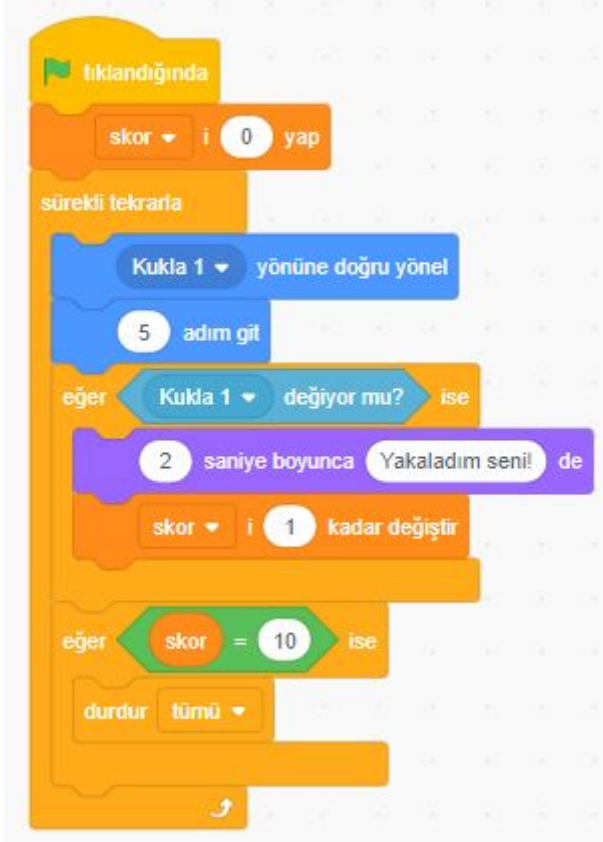 tıklandığında
skor i 0 yap
sürekli tekrarla
Kukla 1 yönüne doğru yönel
5 adım git
eğer Kukla 1 değiyor mu? ise
2 saniye boyunca Yakaladım seni! de
skor i 1 kadar değiştir
eğer skor = 10 ise
durdur tümü